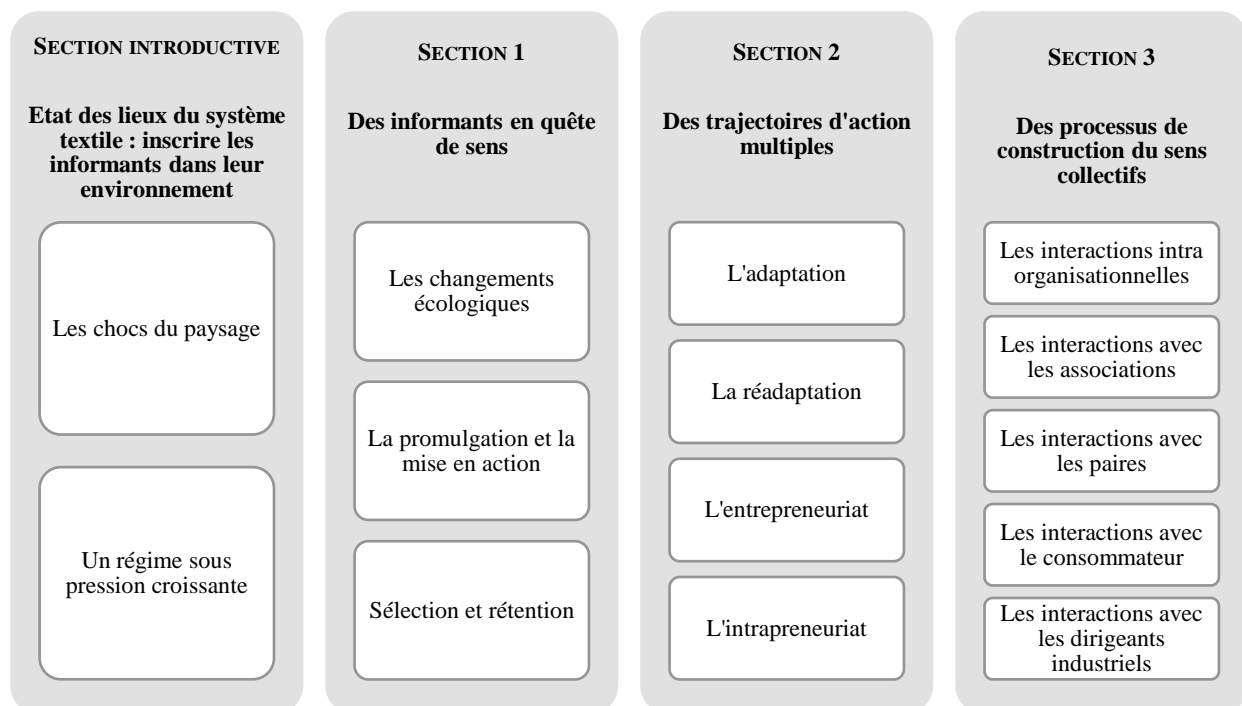 SECTION INTRODUCTIVE
Etat des lieux du système
textile : inscrire les
informants dans leur
environnement
Les chocs du paysage
Un régime sous
pression croissante
SECTION 1
Des informants en quête
de sens
Les changements
écologiques
La promulgation et la
mise en action
Sélection et rétention
SECTION 2
Des trajectoires d'action
multiples
L'adaptation
La réadaptation
L'entrepreneuriat
L'intrapreneuriat
SECTION 3
Des processus de
construction du sens
collectifs
Les interactions intra
organisationnelles
Les interactions avec
les associations
Les interactions avec
les paires
Les interactions avec
le consommateur
Les interactions avec
les dirigeants
industriels